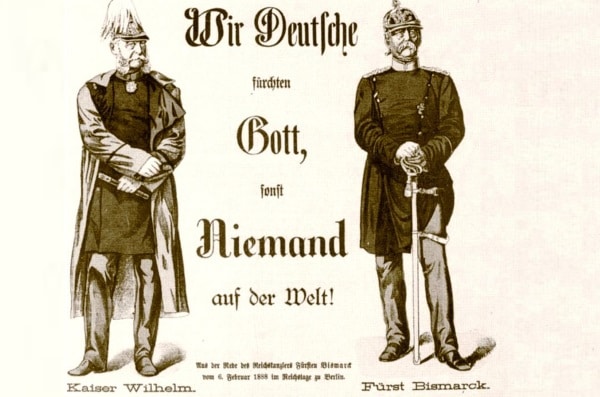 Wir Deutsche
fürchten
Gott,
sonst
Niemand
auf der Welt!
Aus der Rede des Reichskanzlers Fürsten Bismarck
vom 6. Februar 1888 im Reichstage zu Berlin.
Kaiser Wilhelm.
Fürst Bismarck.